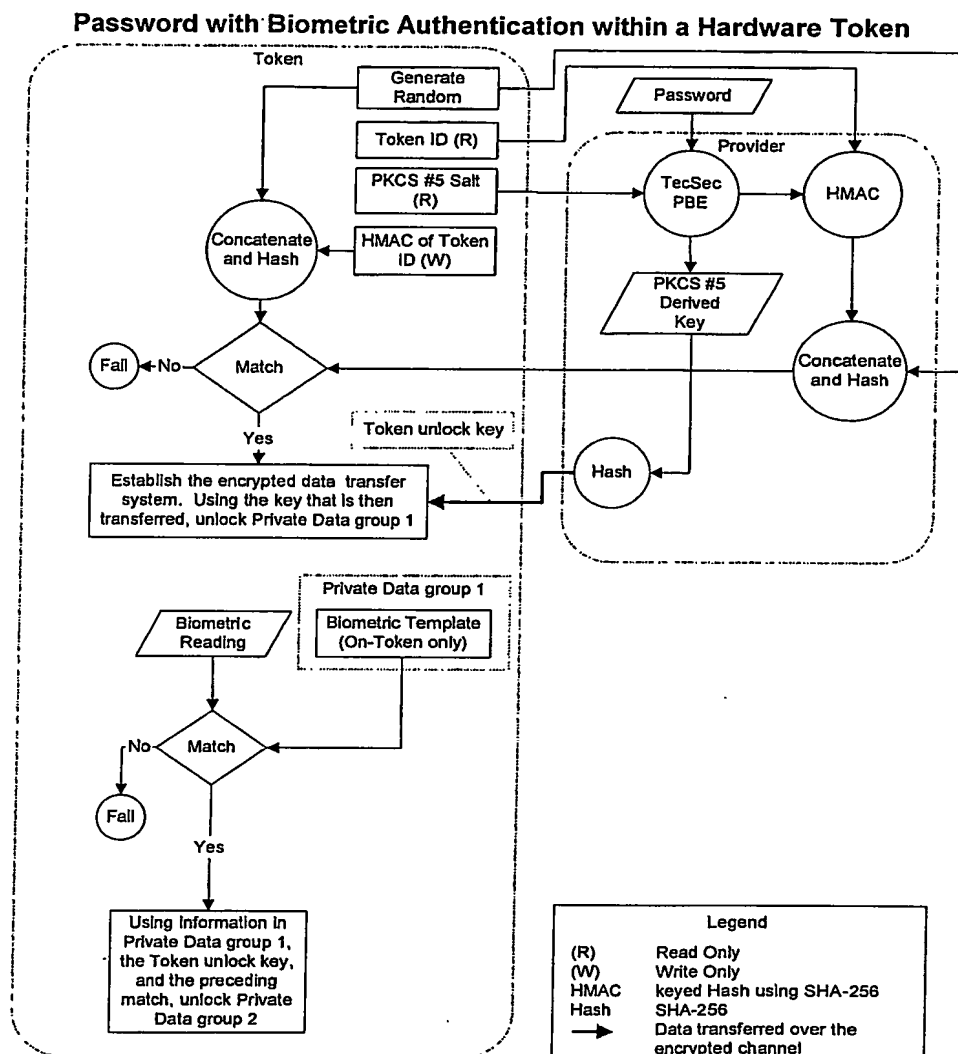 Password with Biometric Authentication within a Hardware Token
Token
Generate
Random
Password
Token ID (R)
Provider
PKCS #5 Salt
(R)
TecSec
PBE
HMAC
Concatenate
and Hash
HMAC of Token
ID (W)
PKCS #5
Derived
Key
Fail
No
Match
Concatenate
and Hash
Yes
Token unlock key
Hash
Establish the encrypted data transfer
system. Using the key that is then
transferred, unlock Private Data group 1
Private Data group 1
Biometric
Reading
Biometric Template
(On-Token only)
No
Match
Fail
Yes
Using Information in
Private Data group 1,
the Token unlock key,
and the preceding
match, unlock Private
Data group 2
Legend
(R) Read Only
(W) Write Only
HMAC keyed Hash using SHA-256
Hash SHA-256
Data transferred over the
encrypted channel